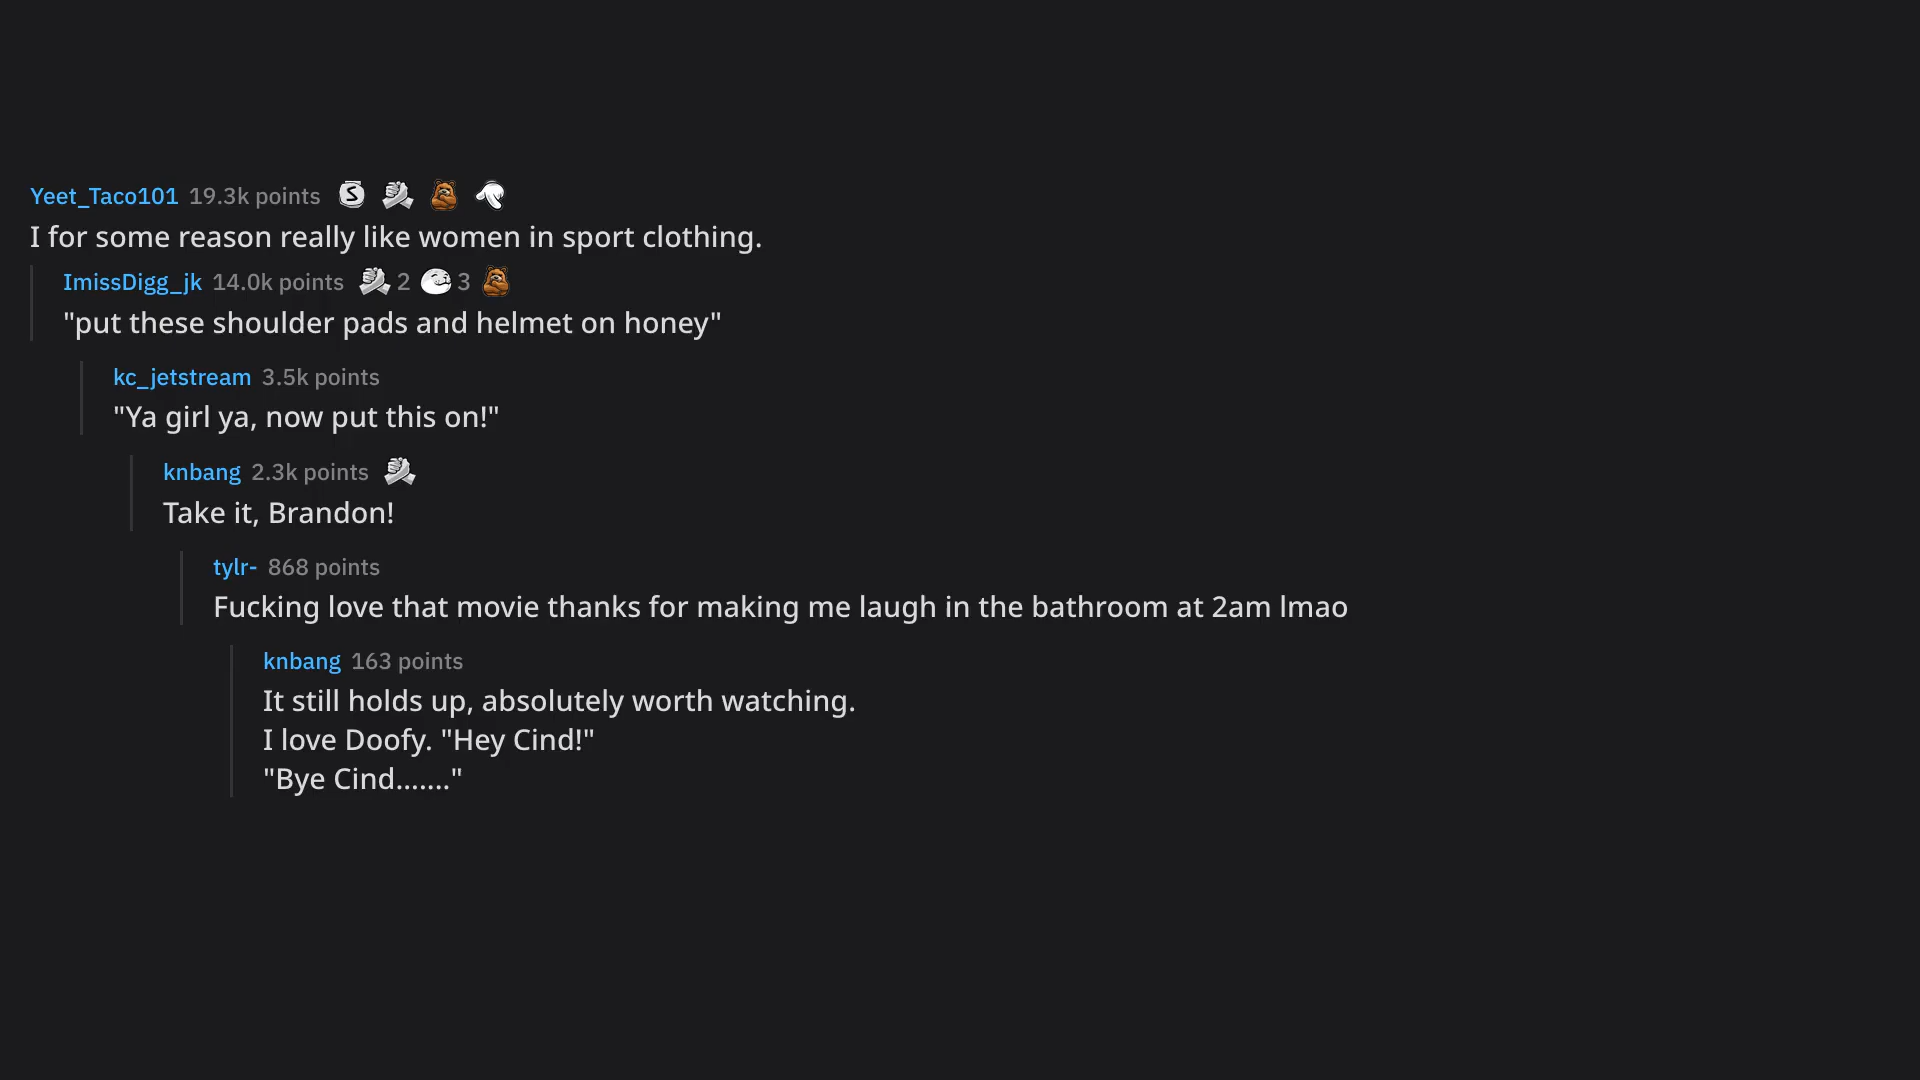 Yeet_Taco101 19.3k points
I for some reason really like women in sport clothing.
ImissDigg_jk 14.0k points 2 3
"put these shoulder pads and helmet on honey"
kc_jetstream 3.5k points
"Ya girl ya, now put this on!"
knbang 2.3k points
Take it, Brandon!
tylr- 868 points
Fucking love that movie thanks for making me laugh in the bathroom at 2am lmao
knbang 163 points
It still holds up, absolutely worth watching.
I love Doofy. "Hey Cind!"
"Bye Cind......."